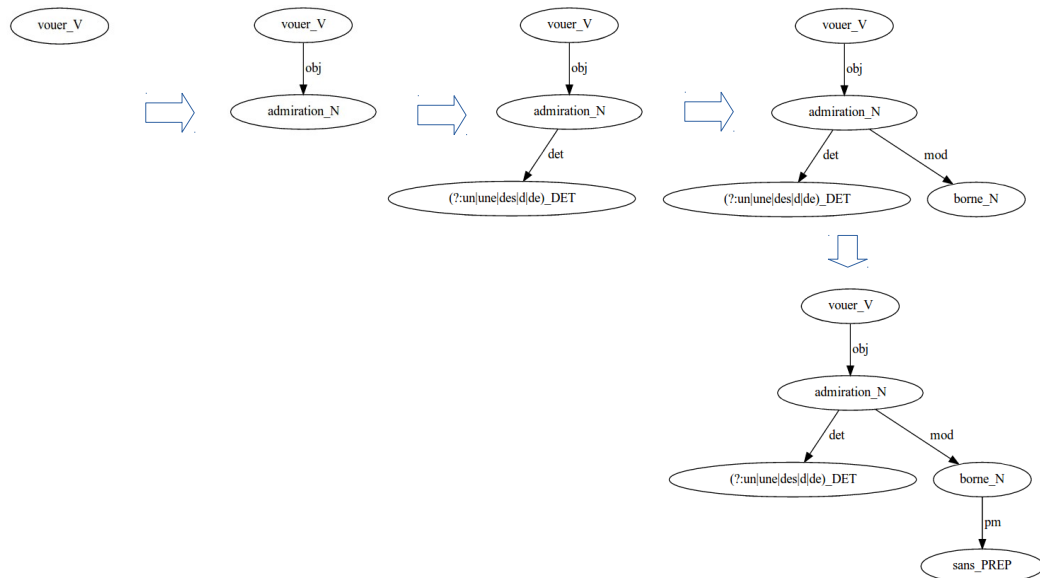 vouer_V vouer_V vouer_V vouer_V
obj obj obj
admiration_N admiration_N admiration_N
det det mod
(?:un|une|des|d|de)_DET (?:un|une|des|d|de)_DET borne_N
vouer_V
obj
admiration_N
det mod
(?:un|une|des|d|de)_DET borne_N
pm
sans_PREP